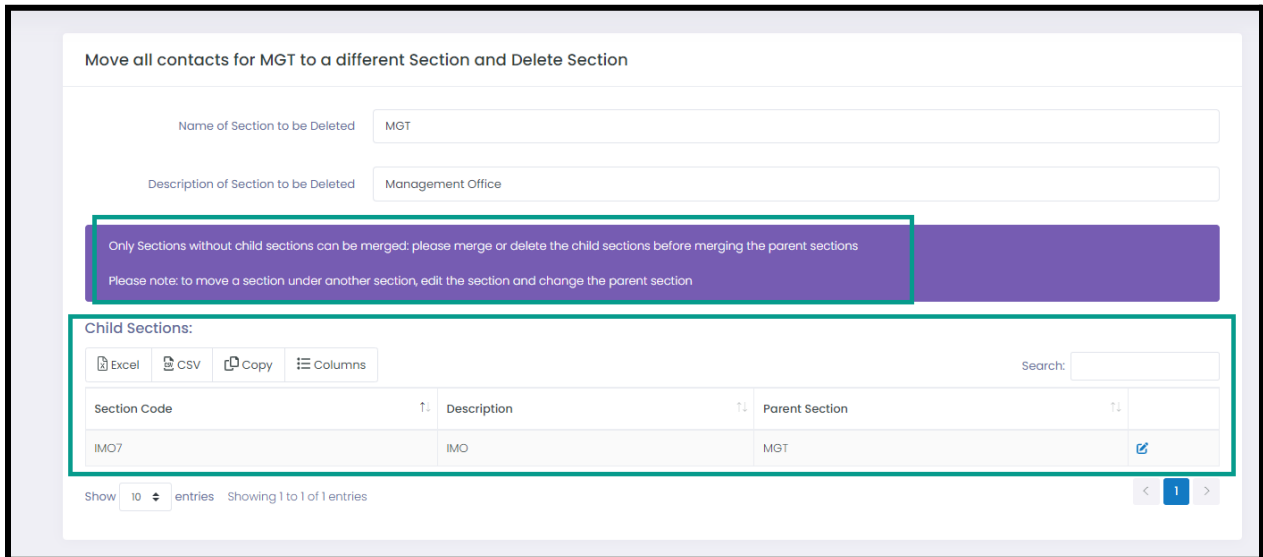 Move all contacts for MGT to a different Section and Delete Section
Name of Section to be Deleted MGT
Description of Section to be Deleted Management Office
Only Sections without child sections can be merged: please merge or delete the child sections before merging the parent sections
Please note: to move a section under another section, edit the section and change the parent section
Child Sections:
Excel CSV Copy Columns Search:
Section Code Description Parent Section
IMO7 IMO MGT
Show 10 entries Showing 1 to 1 of 1 entries < 1 >